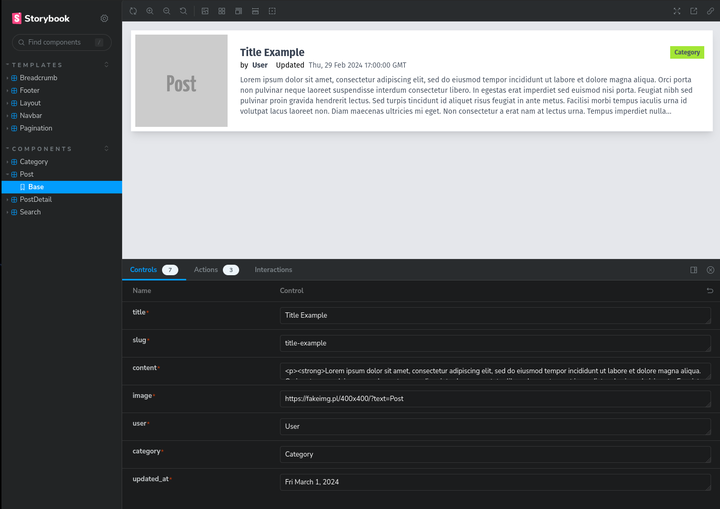 Storybook
Find components
/
TEMPLATES
Breadcrumb
Footer
Layout
Navbar
Pagination
COMPONENTS
Category
Post
Base
PostDetail
Search
Post
Title Example
Category
by User Updated Thu, 29 Feb 2024 17:00:00 GMT
Lorem ipsum dolor sit amet, consectetur adipiscing elit, sed do eiusmod tempor incididunt ut labore et dolore magna aliqua. Orci porta
non pulvinar neque laoreet suspendisse interdum consectetur libero. In egestas erat imperdiet sed euismod nisi porta. Feugiat nibh sed
pulvinar proin gravida hendrerit lectus. Sed turpis tincidunt id aliquet risus feugiat in ante metus. Facilisi morbi tempus iaculis urna id
volutpat lacus laoreet non. Diam maecenas ultricies mi eget. Non consectetur a erat nam at lectus urna. Tempus imperdiet nulla...
Controls 7 Actions 3 Interactions
Name Control
title* Title Example
slug* title-example
content* <p><strong>Lorem ipsum dolor sit amet, consectetur adipiscing elit, sed do eiusmod tempor incididunt ut labore et dolore magna aliqua.
image* https://fakeimg.pl/400x400/?text=Post
user* User
category* Category
updated_at* Fri March 1, 2024